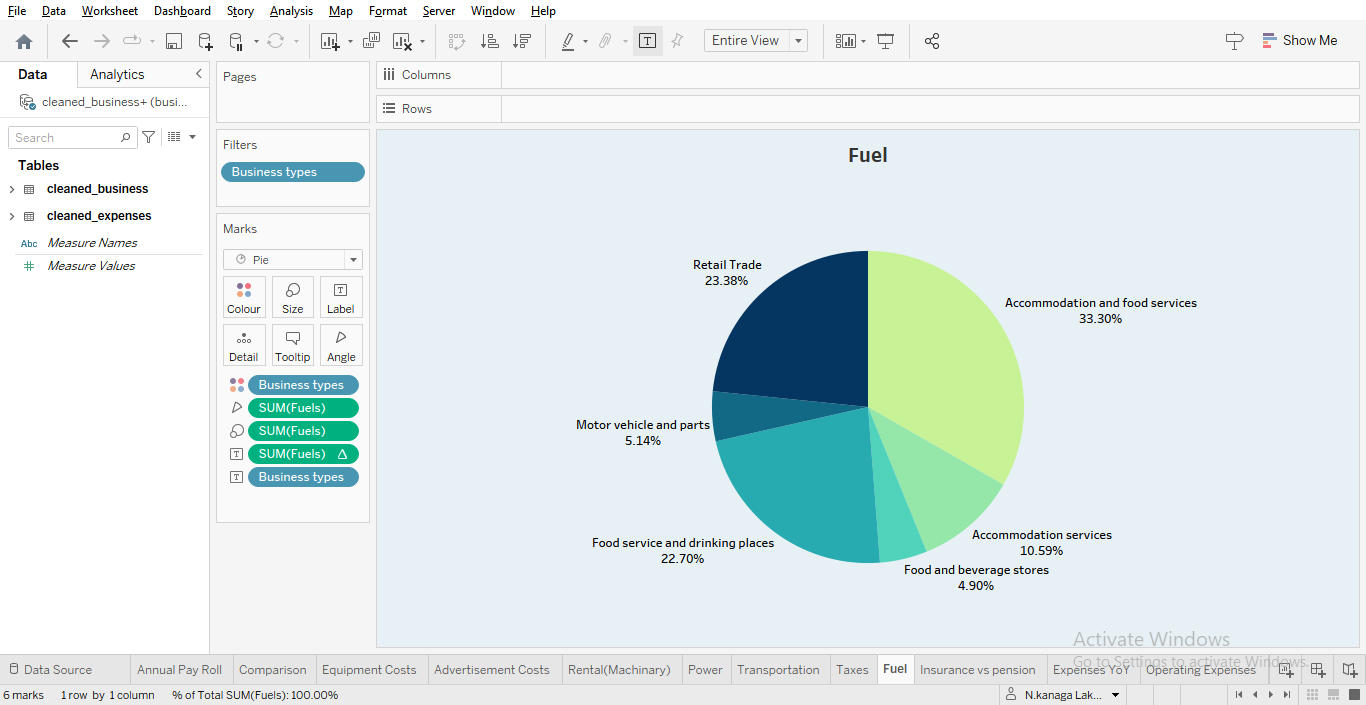 File Data Worksheet Dashboard Story Analysis Map Format Server Window Help
Entire View
Show Me
Data Analytics
cleaned_business+ (busi...
Search
Tables
cleaned_business
cleaned_expenses
Abc Measure Names
Measure Values
Pages
Filters
Business types
Marks
Pie
Colour Size Label
Detail Tooltip Angle
Business types
SUM(Fuels)
SUM(Fuels)
SUM(Fuels)
Business types
Columns
Rows
Fuel
Retail Trade
23.38%
Accommodation and food services
33.30%
Motor vehicle and parts
5.14%
Food service and drinking places
22.70%
Accommodation services
10.59%
Food and beverage stores
4.90%
Activate Windows
Go to Settings to activate Windows.
Data Source Annual Pay Roll Comparison Equipment Costs Advertisement Costs Rental(Machinary) Power Transportation Taxes Fuel Insurance vs pension Expenses YoY Operating Expenses
6 marks 1 row by 1 column % of Total SUM(Fuels): 100.00% N.kanaga Lak...